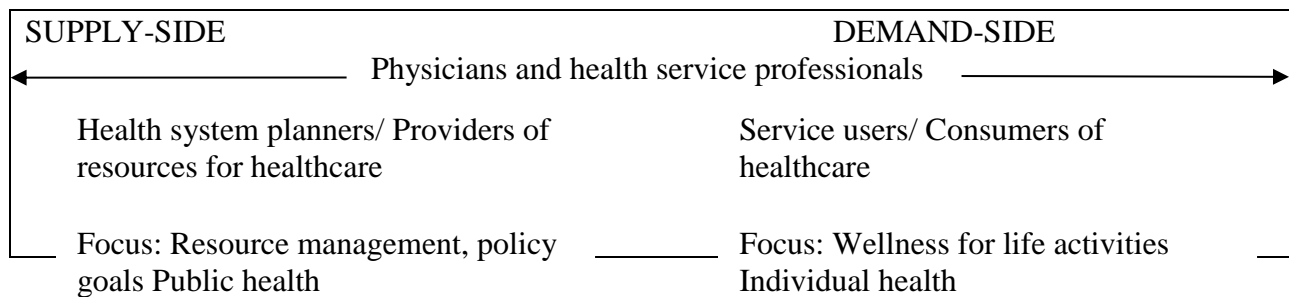 SUPPLY-SIDE DEMAND-SIDE
Physicians and health service professionals
Health system planners/ Providers of
resources for healthcare
Service users/ Consumers of
healthcare
Focus: Resource management, policy
goals Public health
Focus: Wellness for life activities
Individual health